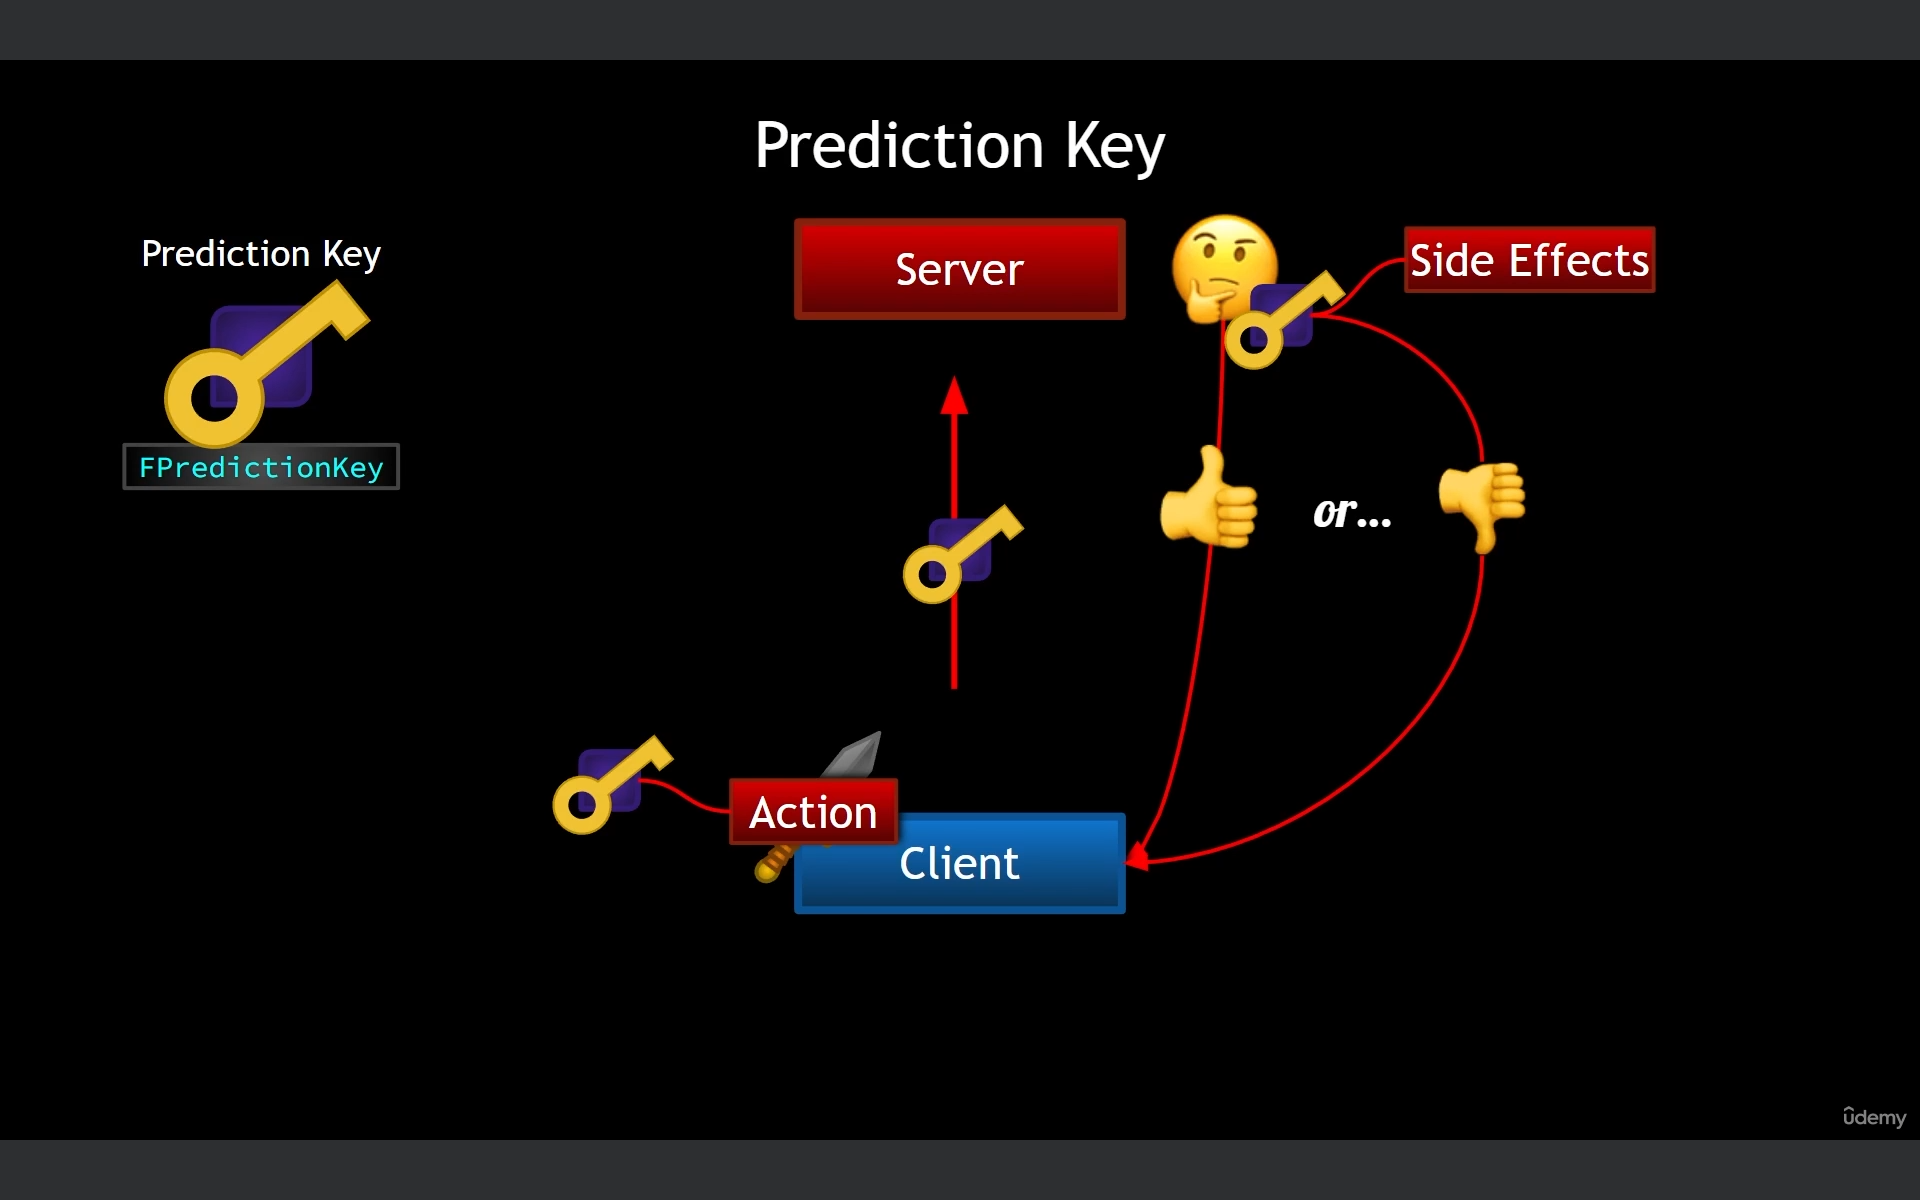 Prediction Key
Prediction Key
FPredictionKey
Server
Side Effects
or...
Action
Client
ûdemy